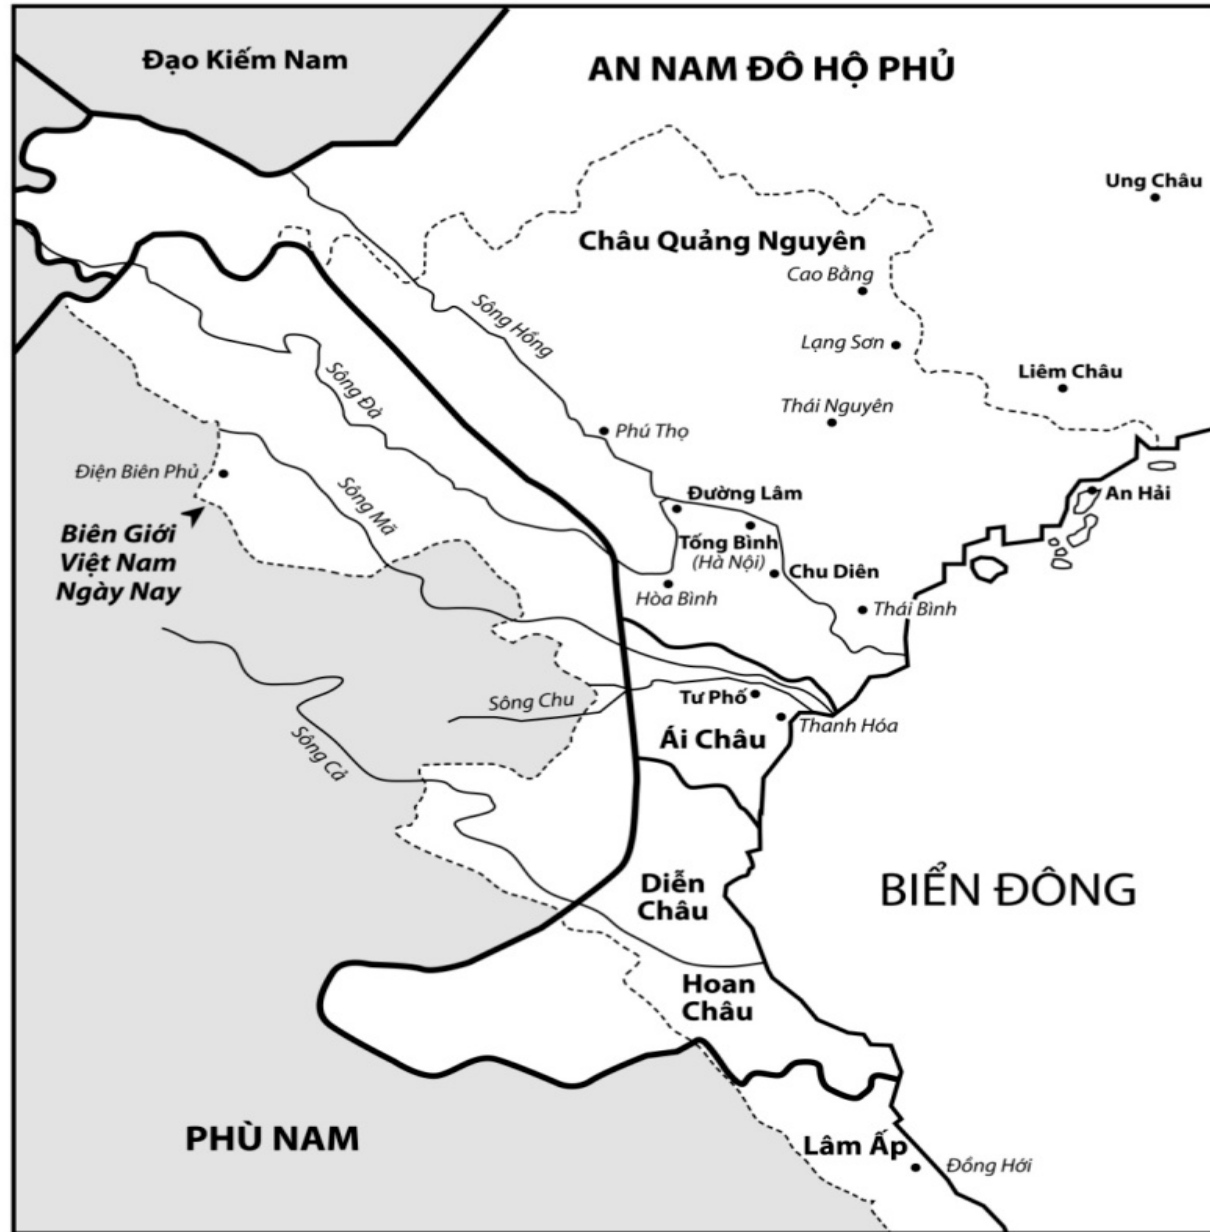 Đạo Kiếm Nam
AN NAM ĐÔ HỘ PHỦ
Ung Châu
Châu Quảng Nguyên
Cao Bằng
Sông Hồng
Lạng Sơn
Liêm Châu
Sông Đà
Thái Nguyên
Phú Thọ
Điện Biên Phủ
Sông Mã
Đường Lâm
An Hải
Biên Giới
Việt Nam
Ngày Nay
Tống Bình
(Hà Nội)
Chu Diên
Hòa Bình
Thái Bình
Sông Chu
Tư Phố
Thanh Hóa
Ái Châu
Sông Cả
Diễn
Châu
BIỂN ĐÔNG
Hoan
Châu
PHÙ NAM
Lâm Ấp
Đồng Hới